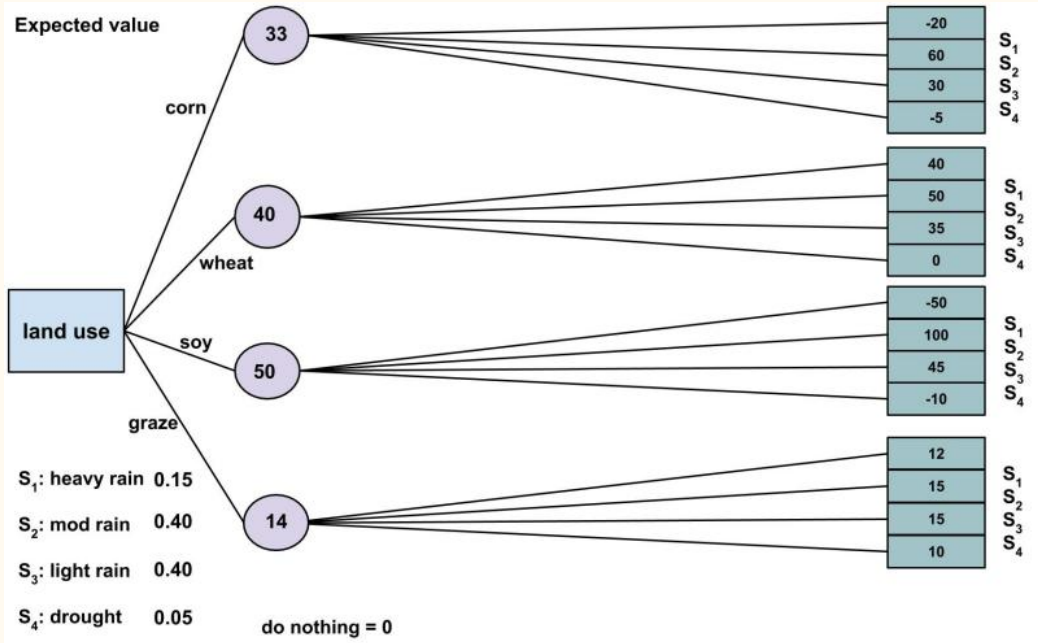 Expected value
33
-20
60
30
-5
S₁
S₂
S₃
S₄
corn
40
40
50
35
0
S₁
S₂
S₃
S₄
wheat
land use
soy
50
-50
100
45
-10
S₁
S₂
S₃
S₄
graze
14
12
15
15
10
S₁
S₂
S₃
S₄
S₁: heavy rain 0.15
S₂: mod rain 0.40
S₃: light rain 0.40
S₄: drought 0.05
do nothing = 0